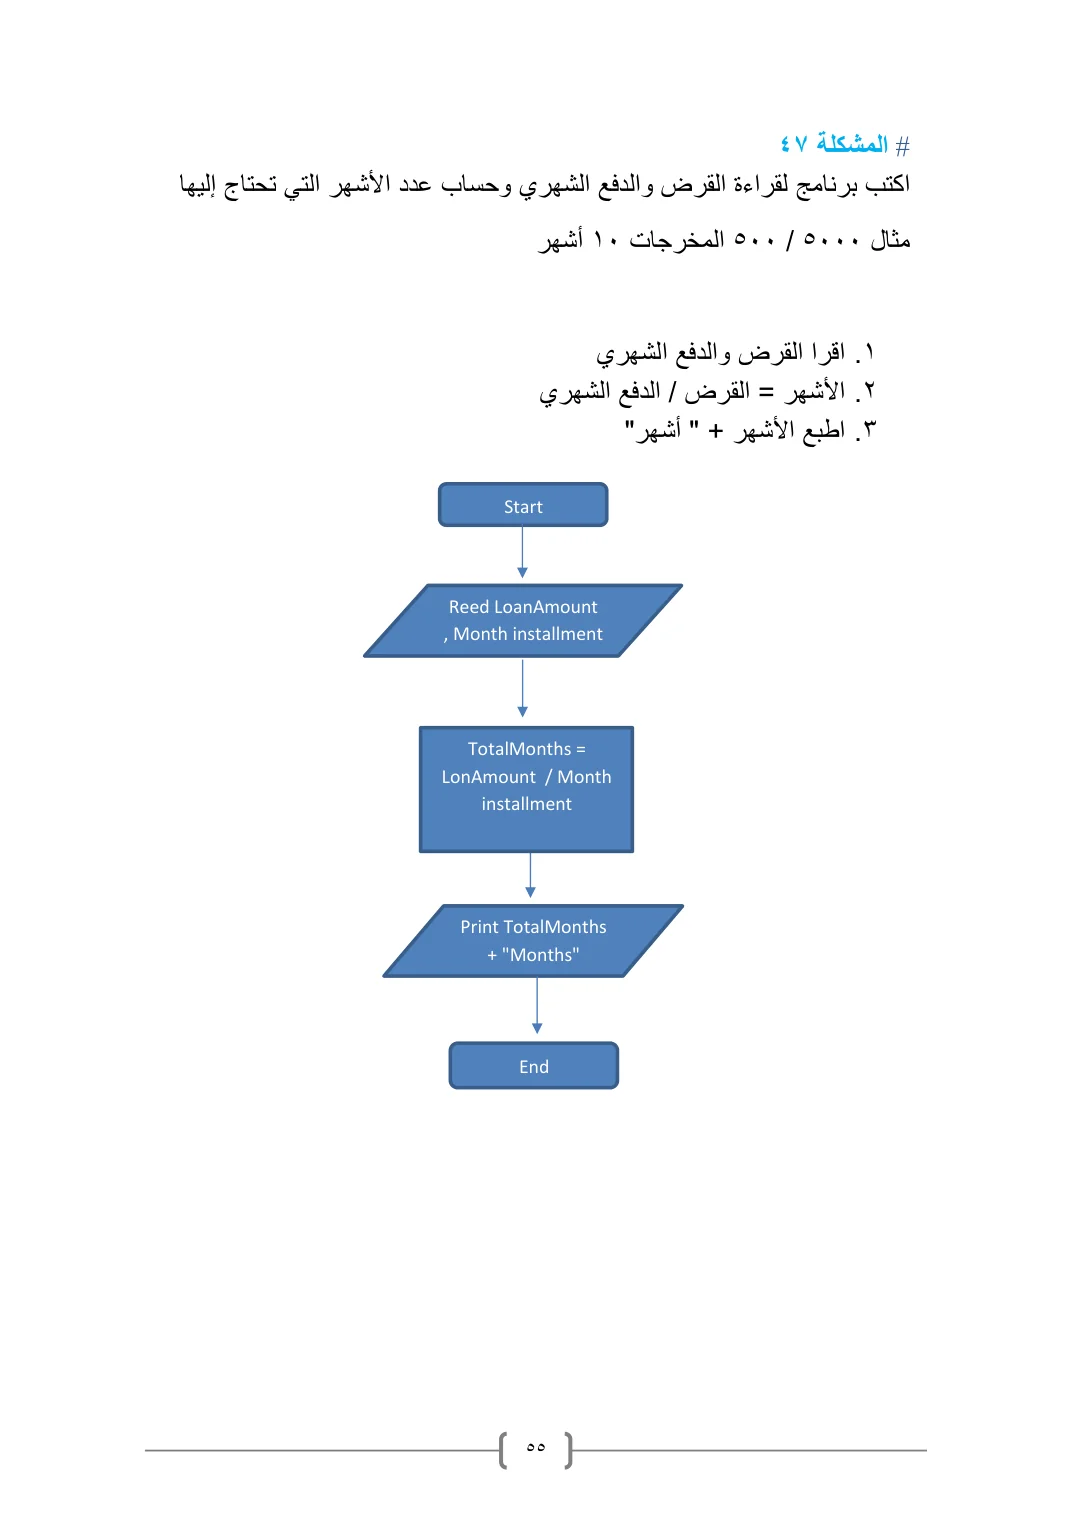 # المشكلة ٤٧
اكتب برنامج لقراءة القرض والدفع الشهري وحساب عدد الأشهر التي تحتاج إليها
مثال ٥٠٠٠ / ٥٠٠ المخرجات ١٠ أشهر
١. اقرا القرض والدفع الشهري
٢. الأشهر = القرض / الدفع الشهري
٣. اطبع الأشهر + " أشهر"
Start
Reed LoanAmount
, Month installment
TotalMonths =
LonAmount / Month
installment
Print TotalMonths
+ "Months"
End
٥٥